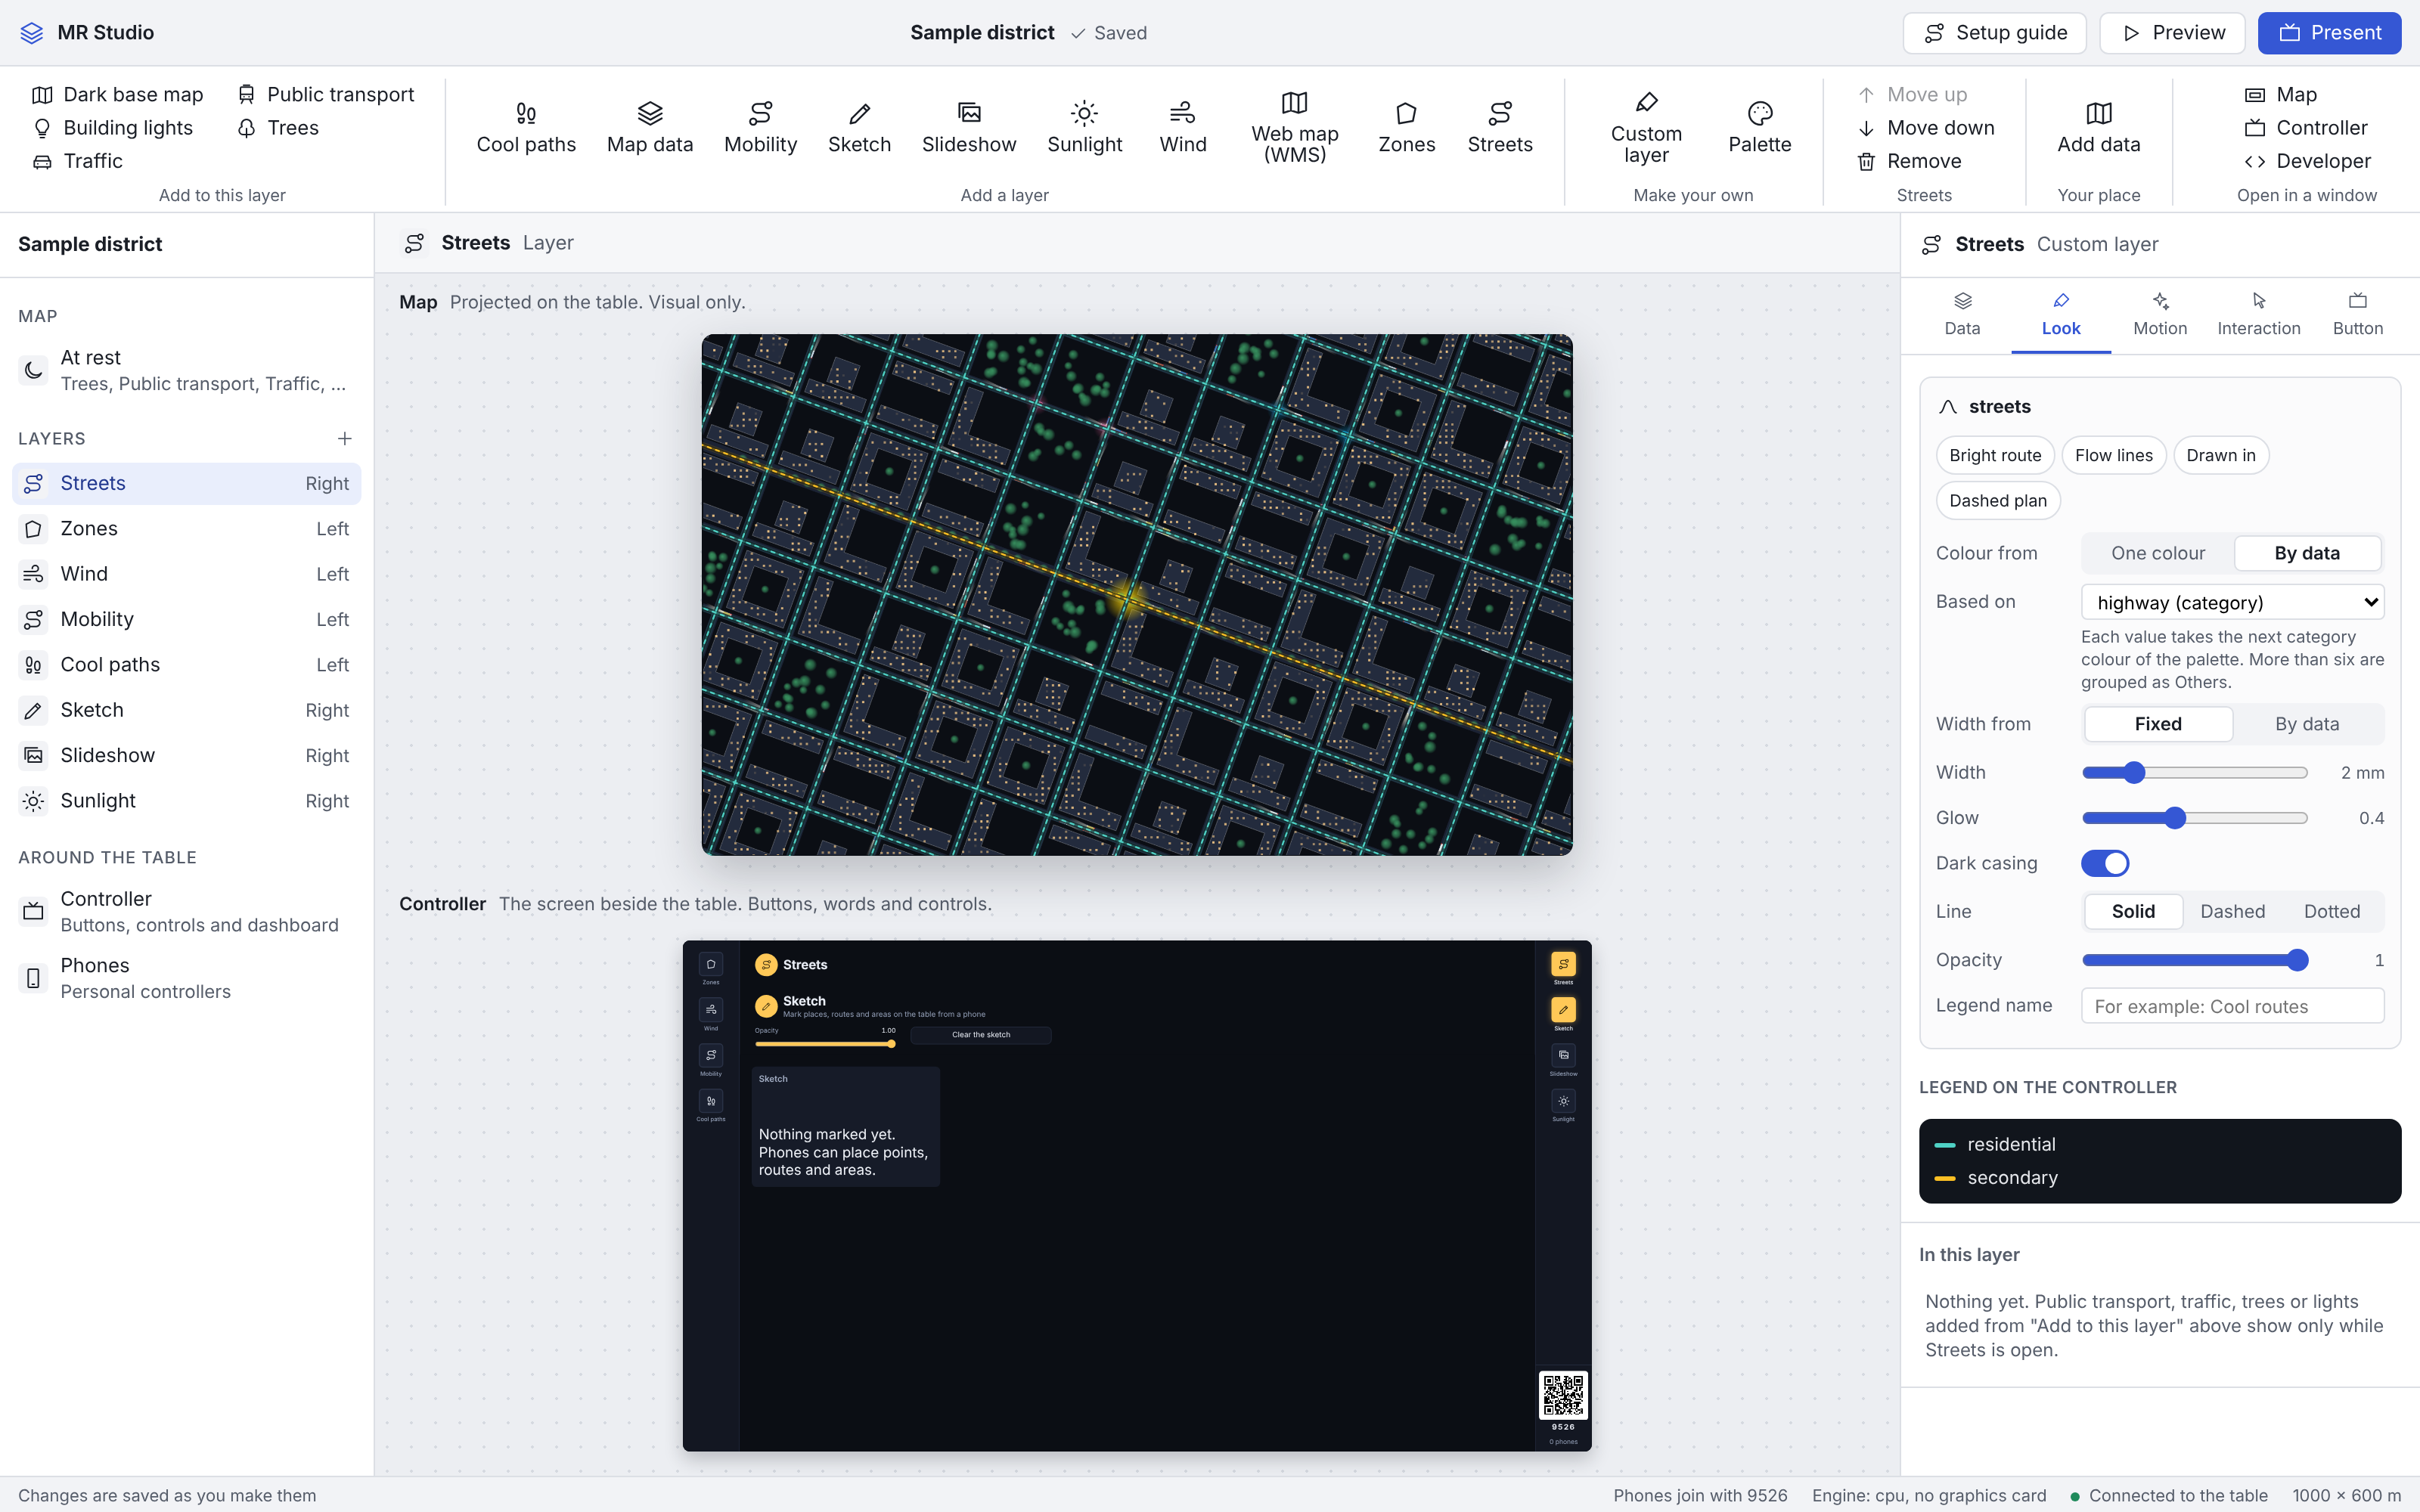 MR Studio
Sample district Saved
Setup guide
Preview
Present
Dark base map
Public transport
Building lights
Trees
Traffic
Add to this layer
Cool paths
Map data
Mobility
Sketch
Slideshow
Sunlight
Wind
Web map
(WMS)
Zones
Streets
Add a layer
Custom
layer
Palette
Make your own
Move up
Move down
Remove
Streets
Add data
Your place
Map
Controller
Developer
Open in a window
Sample district
MAP
At rest
Trees, Public transport, Traffic, ...
LAYERS
Streets Right
Zones Left
Wind Left
Mobility Left
Cool paths Left
Sketch Right
Slideshow Right
Sunlight Right
AROUND THE TABLE
Controller
Buttons, controls and dashboard
Phones
Personal controllers
Streets Layer
Map Projected on the table. Visual only.
Controller The screen beside the table. Buttons, words and controls.
Zones
Wind
Mobility
Cool paths
Streets
Sketch
Mark places, routes and areas on the table from a phone
Opacity 1.00
Clear the sketch
Sketch
Nothing marked yet.
Phones can place points,
routes and areas.
Streets
Sketch
Slideshow
Sunlight
9526
0 phones
Streets Custom layer
Data
Look
Motion
Interaction
Button
streets
Bright route
Flow lines
Drawn in
Dashed plan
Colour from One colour By data
Based on highway (category)
Each value takes the next category
colour of the palette. More than six are
grouped as Others.
Width from Fixed By data
Width 2 mm
Glow 0.4
Dark casing
Line Solid Dashed Dotted
Opacity 1
Legend name For example: Cool routes
LEGEND ON THE CONTROLLER
residential
secondary
In this layer
Nothing yet. Public transport, traffic, trees or lights
added from "Add to this layer" above show only while
Streets is open.
Changes are saved as you make them
Phones join with 9526
Engine: cpu, no graphics card
Connected to the table
1000 × 600 m